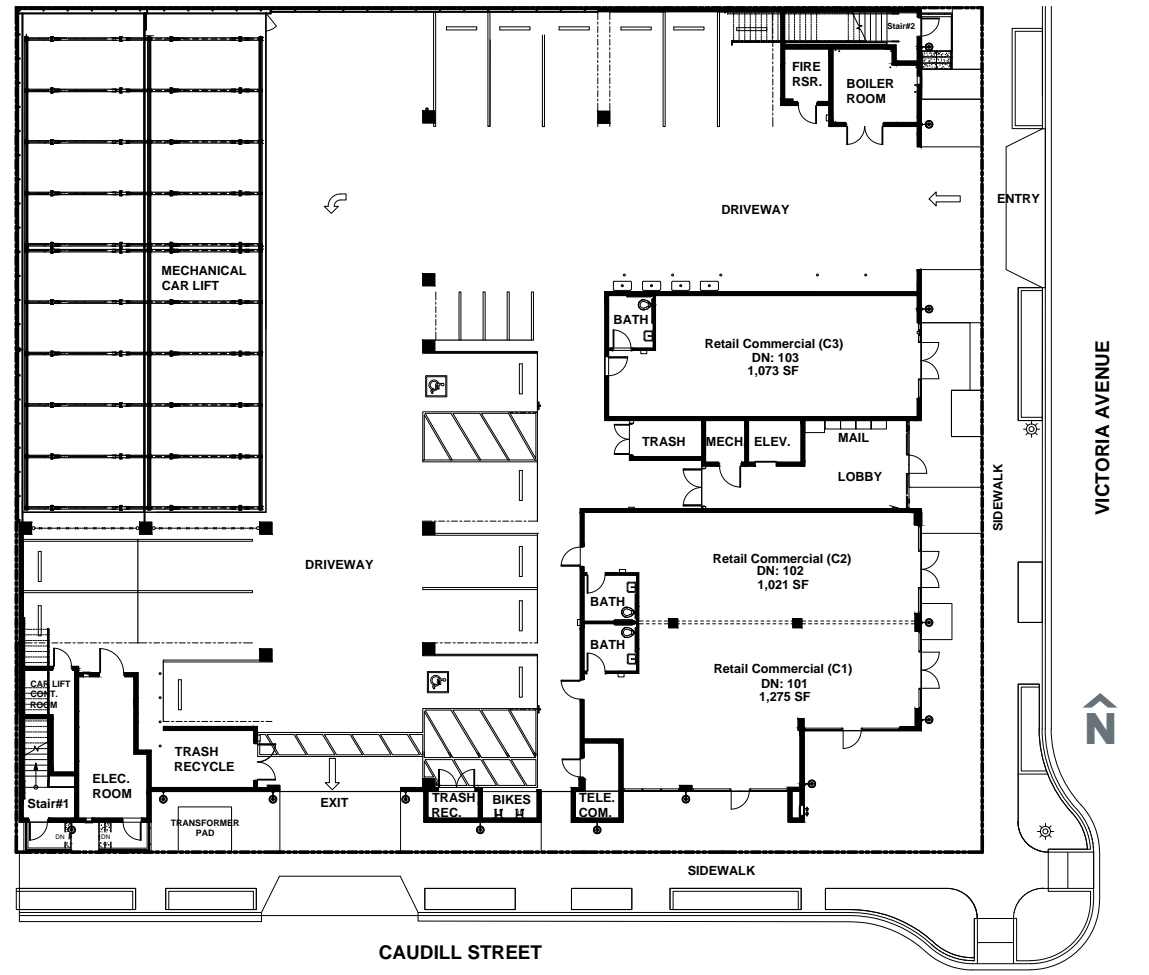 Stair#2
FIRE
RSR.
BOILER
ROOM
ENTRY
DRIVEWAY
MECHANICAL
CAR LIFT
BATH
Retail Commercial (C3)
DN: 103
1,073 SF
VICTORIA AVENUE
TRASH
MECH
ELEV.
MAIL
LOBBY
SIDEWALK
DRIVEWAY
Retail Commercial (C2)
DN: 102
1,021 SF
BATH
BATH
Retail Commercial (C1)
DN: 101
1,275 SF
CAR LIFT
CONT.
ROOM
N
TRASH
RECYCLE
ELEC.
ROOM
Stair#1
EXIT
TRASH
REC.
BIKES
TELE.
COM.
TRANSFORMER
PAD
DN
DN
SIDEWALK
CAUDILL STREET